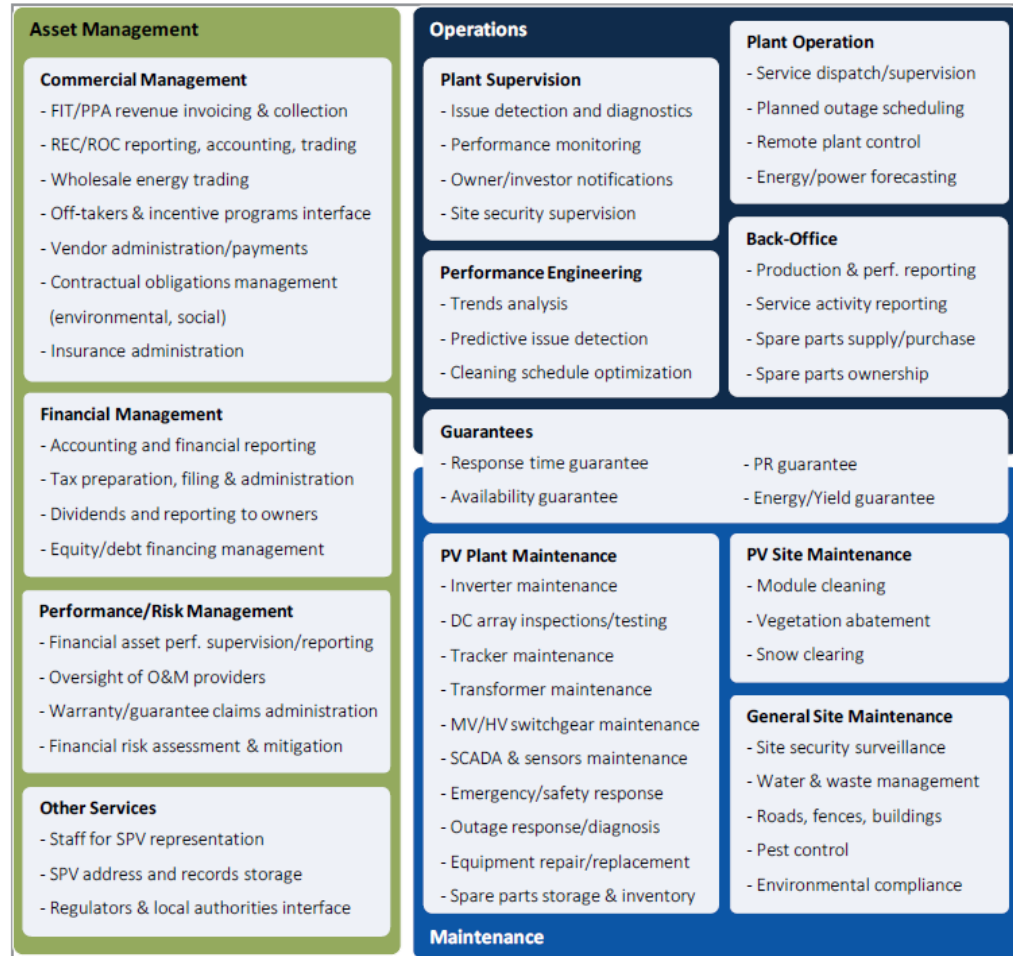 Asset Management
Commercial Management
- FIT/PPA revenue invoicing & collection
- REC/ROC reporting, accounting, trading
- Wholesale energy trading
- Off-takers & incentive programs interface
- Vendor administration/payments
- Contractual obligations management
(environmental, social)
- Insurance administration
Financial Management
- Accounting and financial reporting
- Tax preparation, filing & administration
- Dividends and reporting to owners
- Equity/debt financing management
Performance/Risk Management
- Financial asset perf. supervision/reporting
- Oversight of O&M providers
- Warranty/guarantee claims administration
- Financial risk assessment & mitigation
Other Services
- Staff for SPV representation
- SPV address and records storage
- Regulators & local authorities interface
Operations
Plant Supervision
- Issue detection and diagnostics
- Performance monitoring
- Owner/investor notifications
- Site security supervision
Performance Engineering
- Trends analysis
- Predictive issue detection
- Cleaning schedule optimization
Plant Operation
- Service dispatch/supervision
- Planned outage scheduling
- Remote plant control
- Energy/power forecasting
Back-Office
- Production & perf. reporting
- Service activity reporting
- Spare parts supply/purchase
- Spare parts ownership
Guarantees
- Response time guarantee
- Availability guarantee
- PR guarantee
- Energy/Yield guarantee
PV Plant Maintenance
- Inverter maintenance
- DC array inspections/testing
- Tracker maintenance
- Transformer maintenance
- MV/HV switchgear maintenance
- SCADA & sensors maintenance
- Emergency/safety response
- Outage response/diagnosis
- Equipment repair/replacement
- Spare parts storage & inventory
PV Site Maintenance
- Module cleaning
- Vegetation abatement
- Snow clearing
General Site Maintenance
- Site security surveillance
- Water & waste management
- Roads, fences, buildings
- Pest control
- Environmental compliance
Maintenance